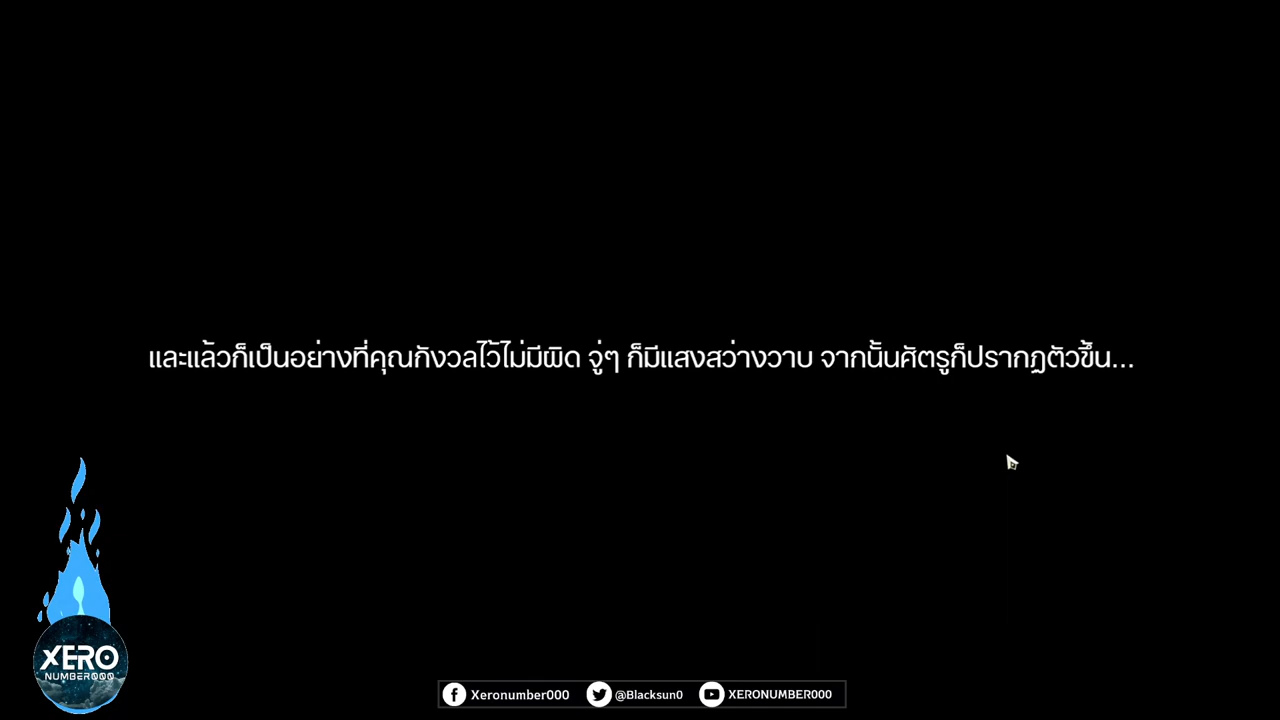 และแล้วก็เป็นอย่างที่คุณกังวลไว้ไม่มีผิด จู่ๆ ก็มีแสงสว่างวาบ จากนั้นศัตรูก็ปรากฏตัวขึ้น...
XERO
NUMBER000
Xeronumber000 @Blacksun0 XERONUMBER000